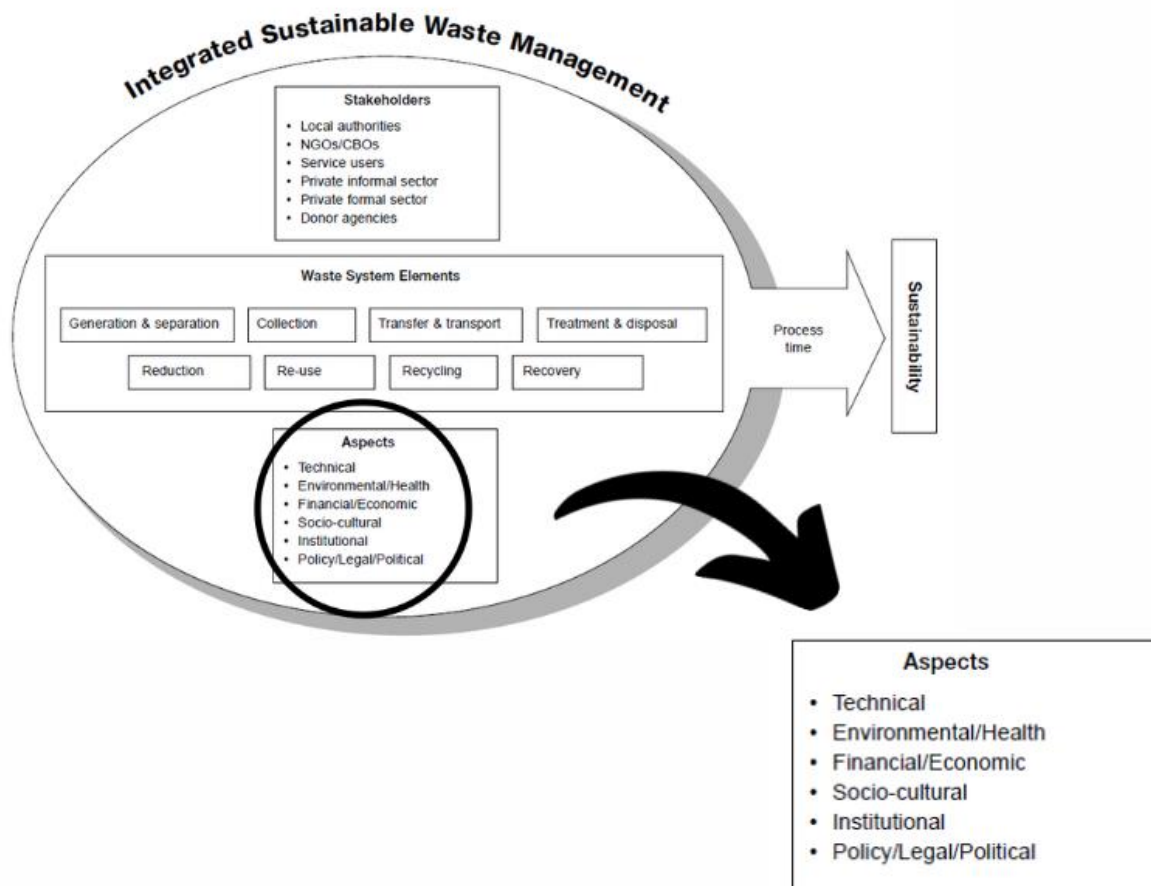 Integrated Sustainable Waste Management
Stakeholders
• Local authorities
• NGOs/CBOs
• Service users
• Private informal sector
• Private formal sector
• Donor agencies
Waste System Elements
Generation & separation
Collection
Transfer & transport
Treatment & disposal
Reduction
Re-use
Recycling
Recovery
Aspects
• Technical
• Environmental/Health
• Financial/Economic
• Socio-cultural
• Institutional
• Policy/Legal/Political
Process
time
Sustainability
Aspects
• Technical
• Environmental/Health
• Financial/Economic
• Socio-cultural
• Institutional
• Policy/Legal/Political